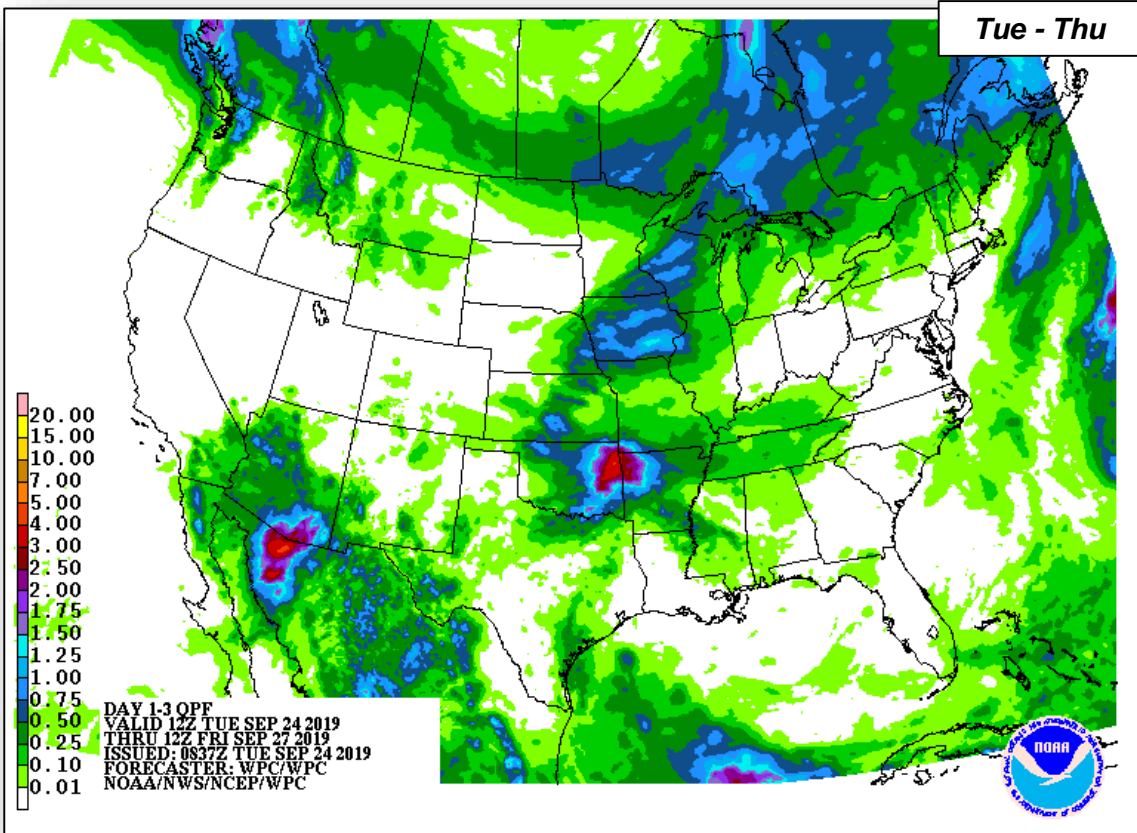 Tue - Thu
20.00
15.00
10.00
7.00
5.00
4.00
3.00
2.50
2.00
1.75
1.50
1.25
1.00
0.75
0.50
0.25
0.10
0.01
DAY 1-3 QPF
VALID 12Z TUE SEP 24 2019
THRU 12Z FRI SEP 27 2019
ISSUED: 0837Z TUE SEP 24 2019
FORECASTER: WPC/WPC
NOAA/NWS/NCEP/WPC
NOAA